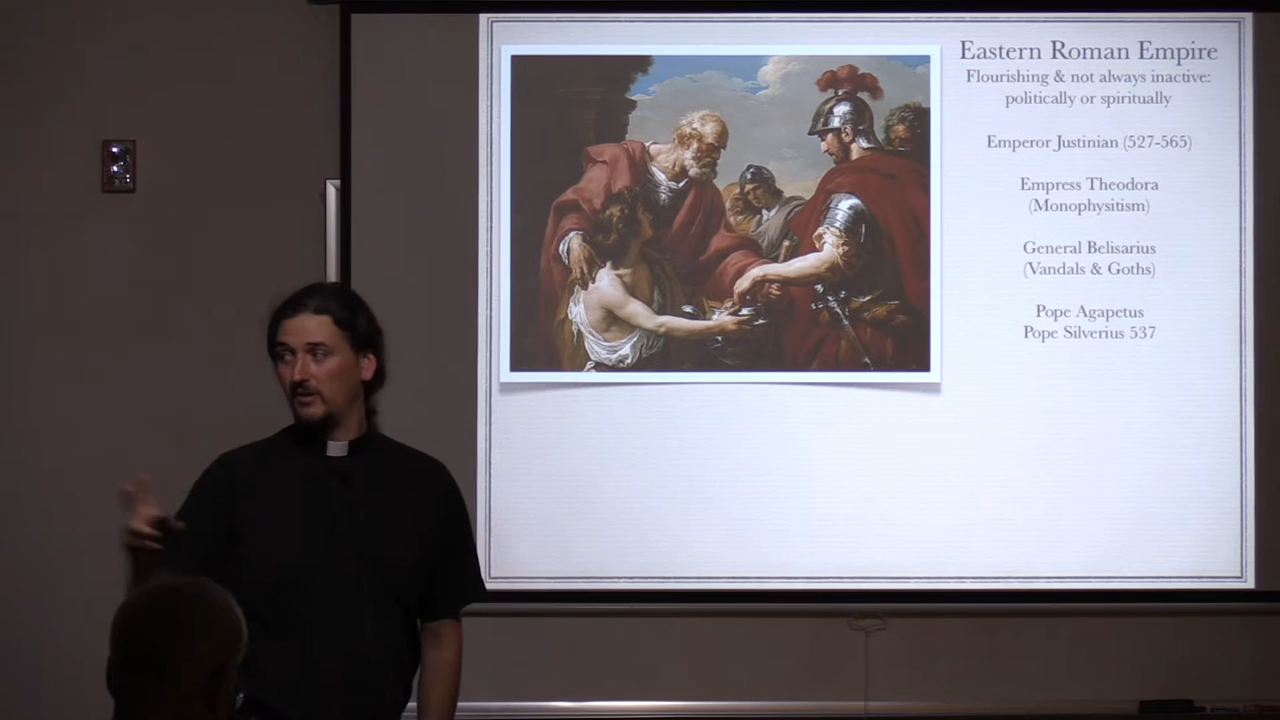 Eastern Roman Empire
Flourishing & not always inactive:
politically or spiritually
Emperor Justinian (527-565)
Empress Theodora
(Monophysitism)
General Belisarius
(Vandals & Goths)
Pope Agapetus
Pope Silverius 537